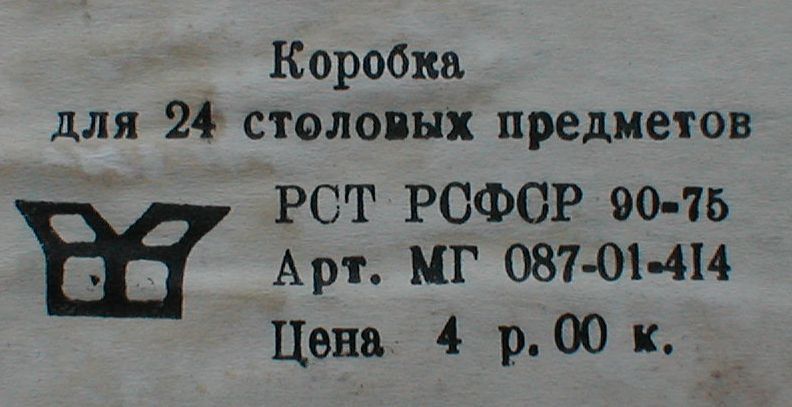 Коробка
для 24 столовых предметов
РСТ РСФСР 90-75
Арт. МГ 087-01-414
Цена 4 р. 00 к.